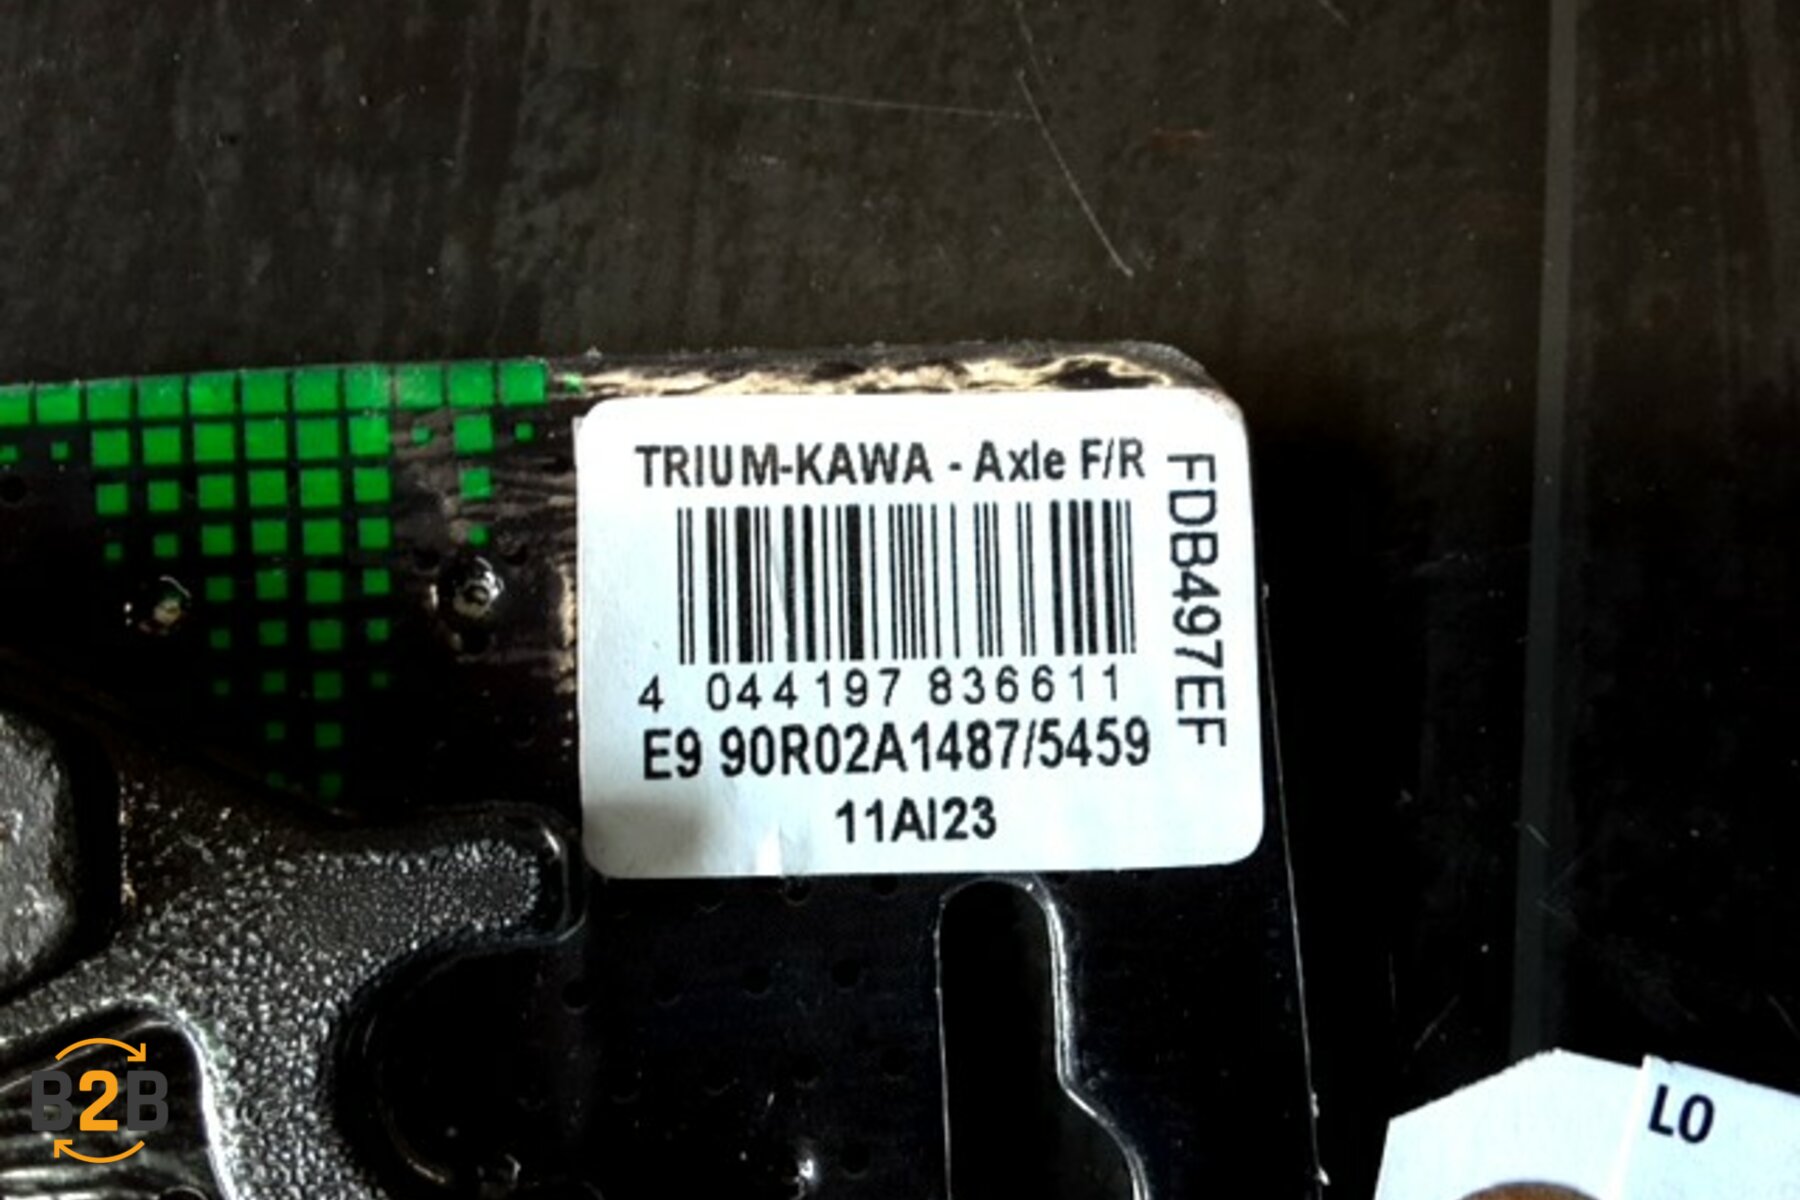 TRIUM-KAWA - Axle F/R
FDB497EF
4 044197 836611
E9 90R02A1487/5459
11AI23
B2B
LO